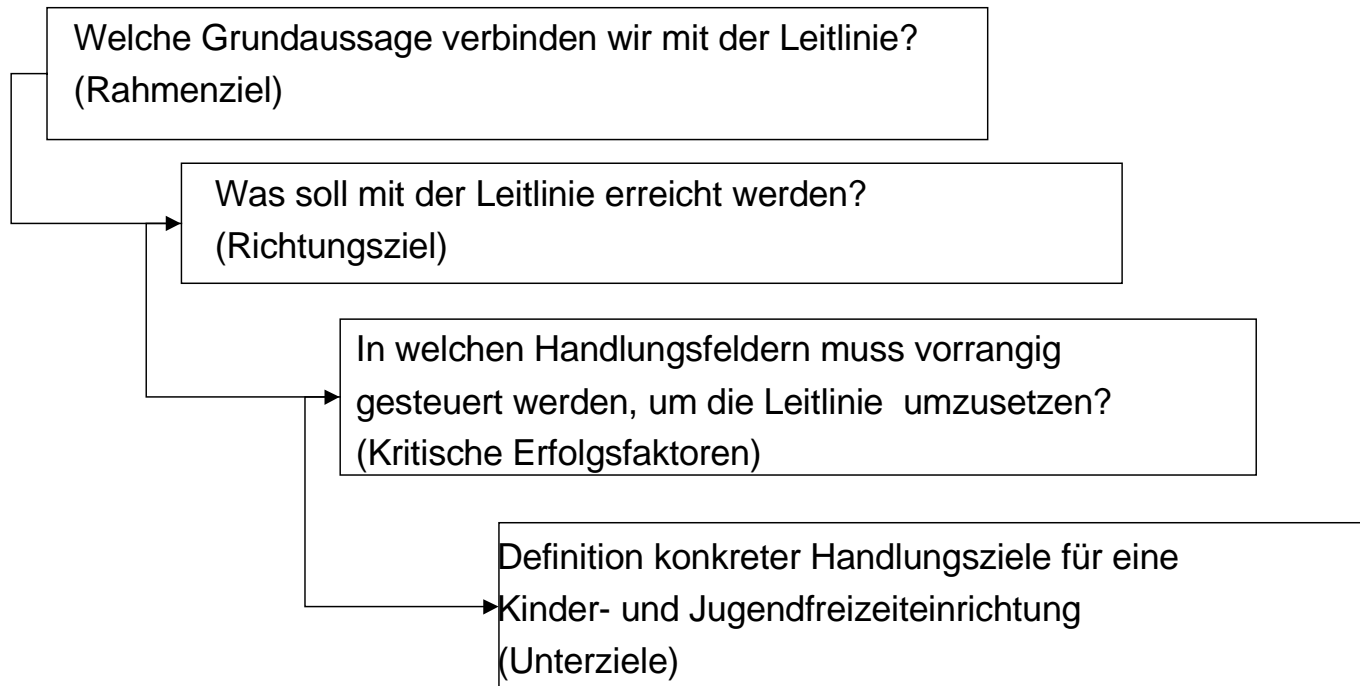 Welche Grundaussage verbinden wir mit der Leitlinie?
(Rahmenziel)
Was soll mit der Leitlinie erreicht werden?
(Richtungsziel)
In welchen Handlungsfeldern muss vorrangig
gesteuert werden, um die Leitlinie  umzusetzen?
(Kritische Erfolgsfaktoren)
Definition konkreter Handlungsziele für eine
Kinder- und Jugendfreizeiteinrichtung
(Unterziele)